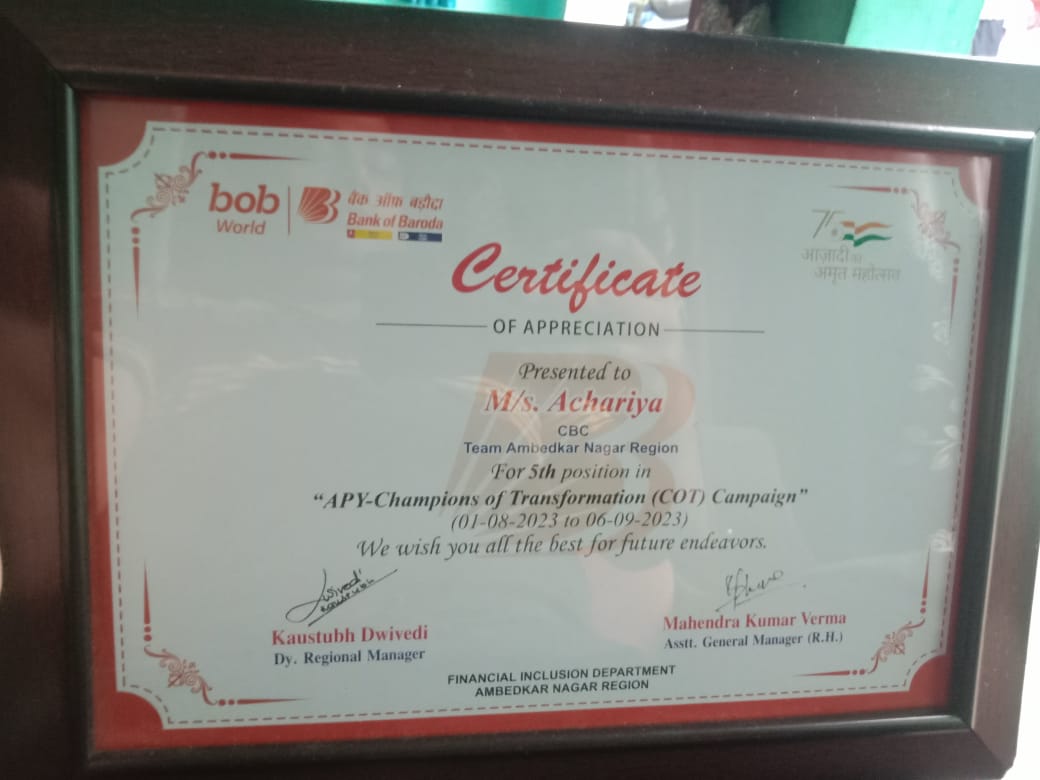 bob
World
बैंक ऑफ़ बड़ौदा
Bank of Baroda
75
आज़ादी का
अमृत महोत्सव
Certificate
OF APPRECIATION
Presented to
M/s. Achariya
CBC
Team Ambedkar Nagar Region
For 5th position in
“APY-Champions of Transformation (COT) Campaign”
(01-08-2023 to 06-09-2023)
We wish you all the best for future endeavors.
Kaustubh Dwivedi
Dy. Regional Manager
Mahendra Kumar Verma
Asstt. General Manager (R.H.)
FINANCIAL INCLUSION DEPARTMENT
AMBEDKAR NAGAR REGION